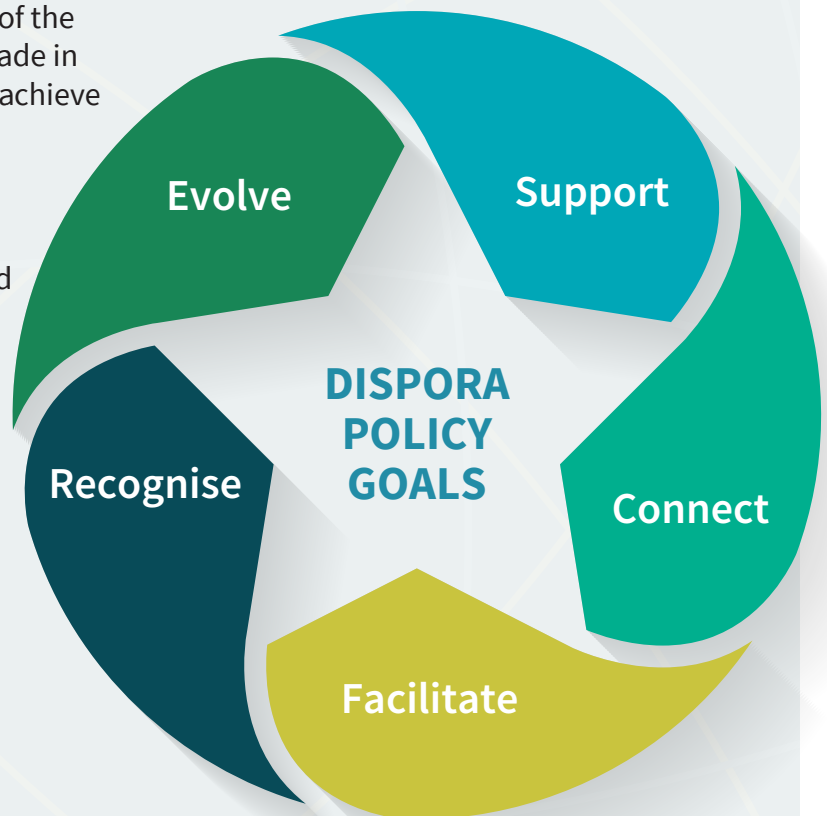 of the
ade in
achieve
d
Evolve
Support
DISPORA
POLICY
GOALS
Recognise
Connect
Facilitate